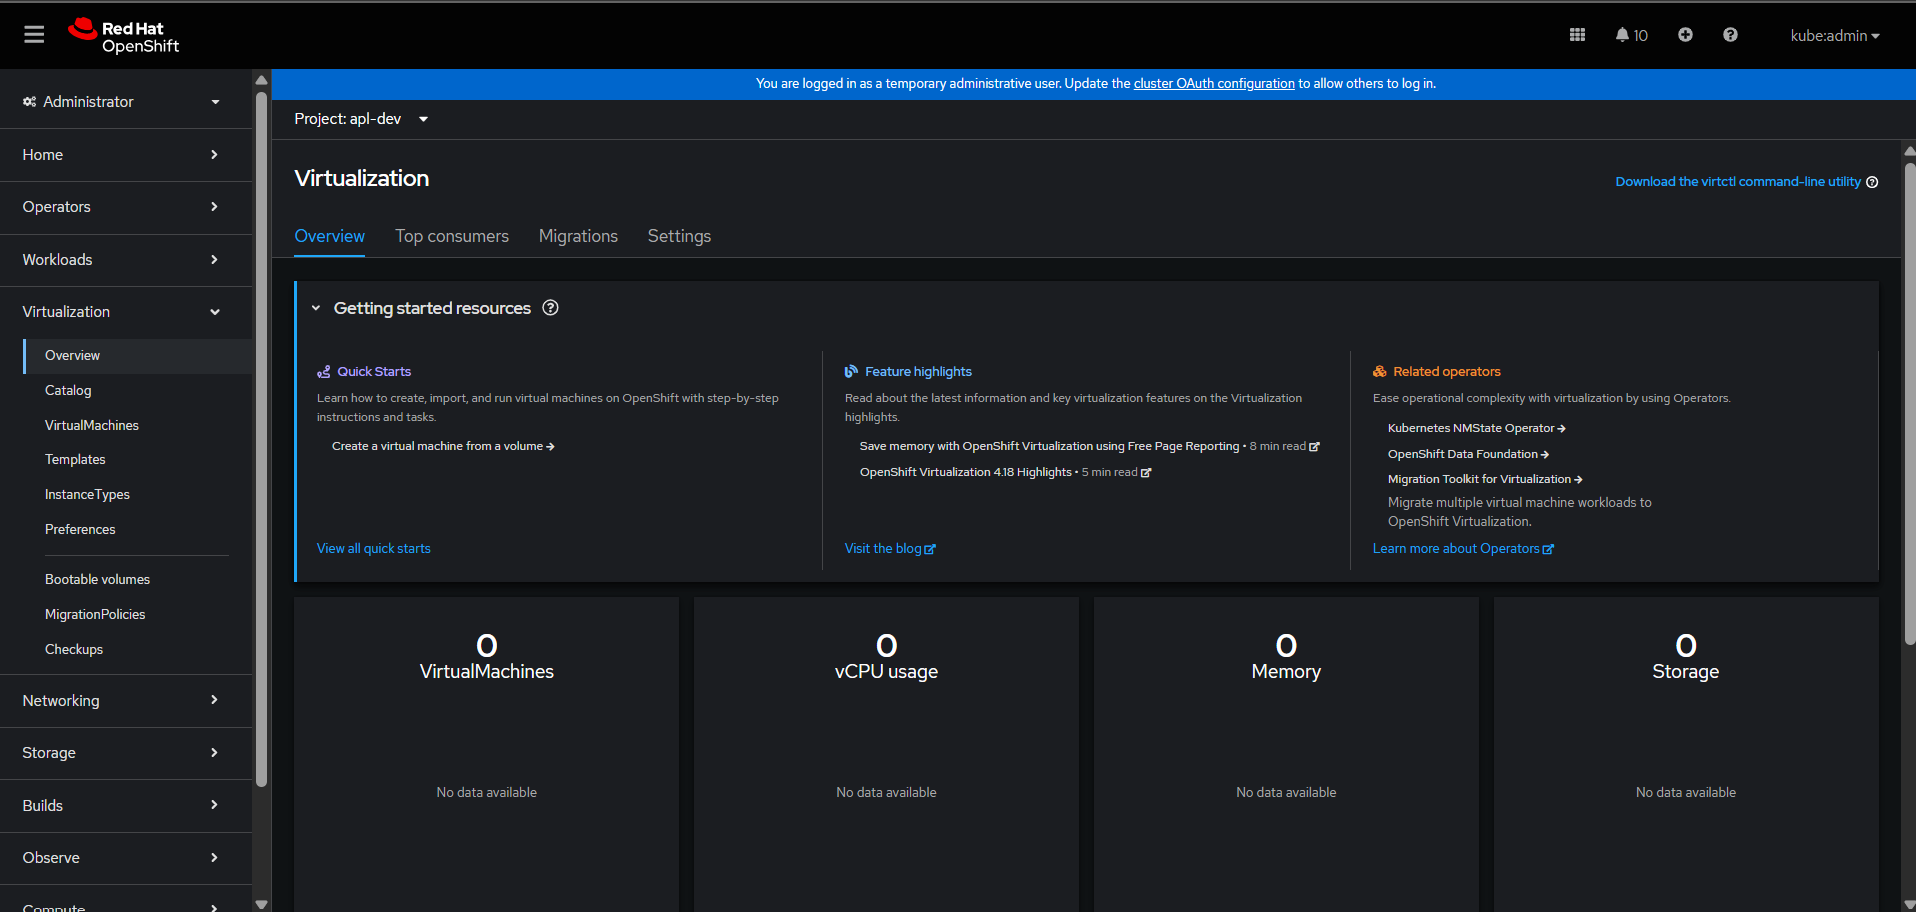 Red Hat
OpenShift
10
kube:admin
Administrator
Home
Operators
Workloads
Virtualization
Overview
Catalog
VirtualMachines
Templates
InstanceTypes
Preferences
Bootable volumes
MigrationPolicies
Checkups
Networking
Storage
Builds
Observe
Compute
You are logged in as a temporary administrative user. Update the cluster OAuth configuration to allow others to log in.
Project: apl-dev
Virtualization
Download the virtctl command-line utility
Overview
Top consumers
Migrations
Settings
Getting started resources
Quick Starts
Learn how to create, import, and run virtual machines on OpenShift with step-by-step
instructions and tasks.
Create a virtual machine from a volume
View all quick starts
Feature highlights
Read about the latest information and key virtualization features on the Virtualization
highlights.
Save memory with OpenShift Virtualization using Free Page Reporting • 8 min read
OpenShift Virtualization 4.18 Highlights • 5 min read
Visit the blog
Related operators
Ease operational complexity with virtualization by using Operators.
Kubernetes NMState Operator
OpenShift Data Foundation
Migration Toolkit for Virtualization
Migrate multiple virtual machine workloads to
OpenShift Virtualization.
Learn more about Operators
0
VirtualMachines
No data available
0
vCPU usage
No data available
0
Memory
No data available
0
Storage
No data available